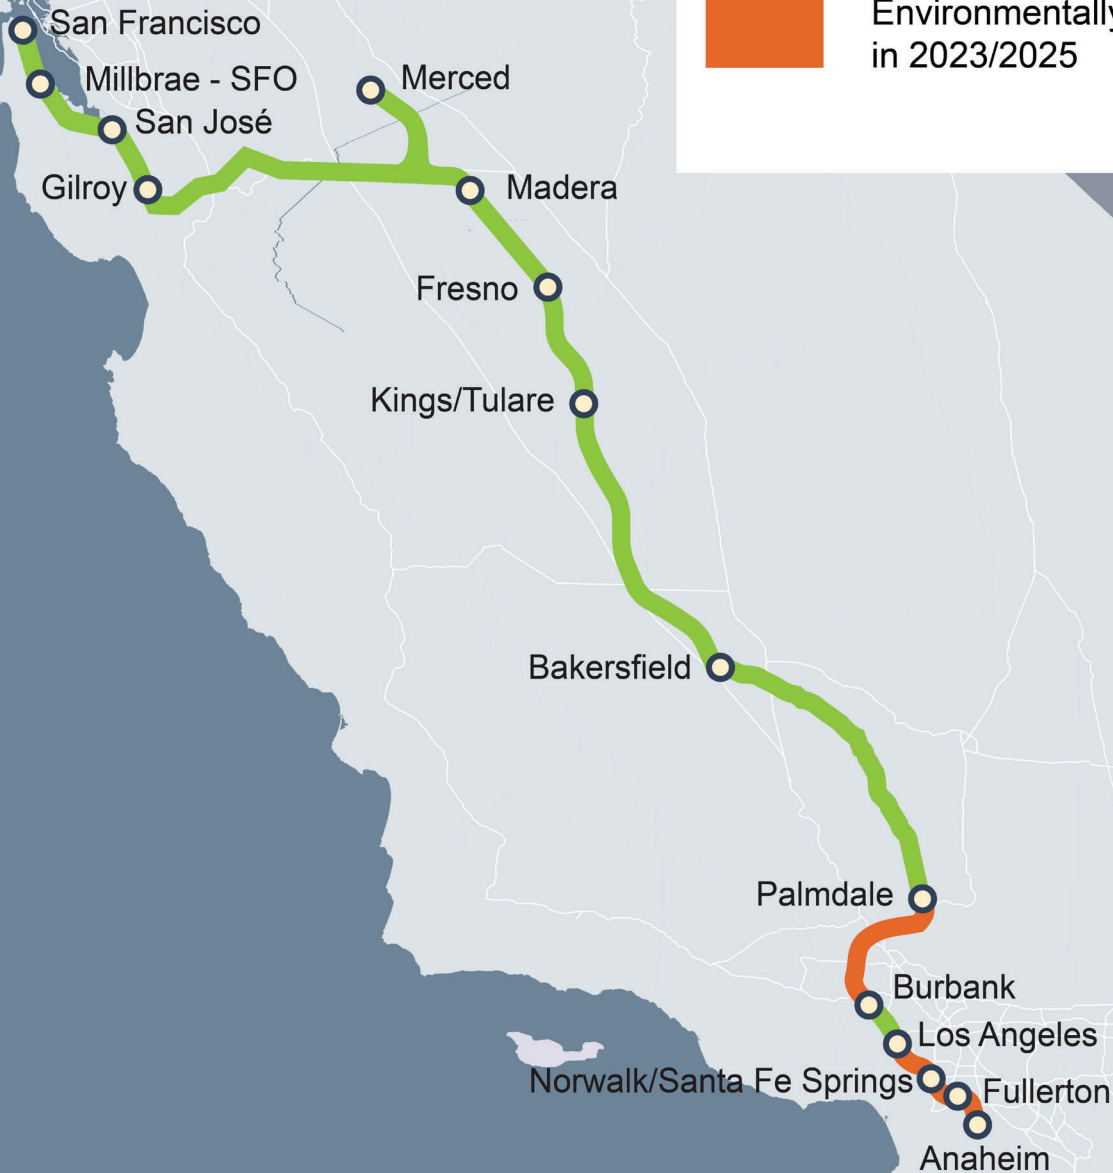 Environmentally
in 2023/2025
San Francisco
Millbrae - SFO
Merced
San José
Gilroy
Madera
Fresno
Kings/Tulare
Bakersfield
Palmdale
Burbank
Los Angeles
Norwalk/Santa Fe Springs
Fullerton
Anaheim